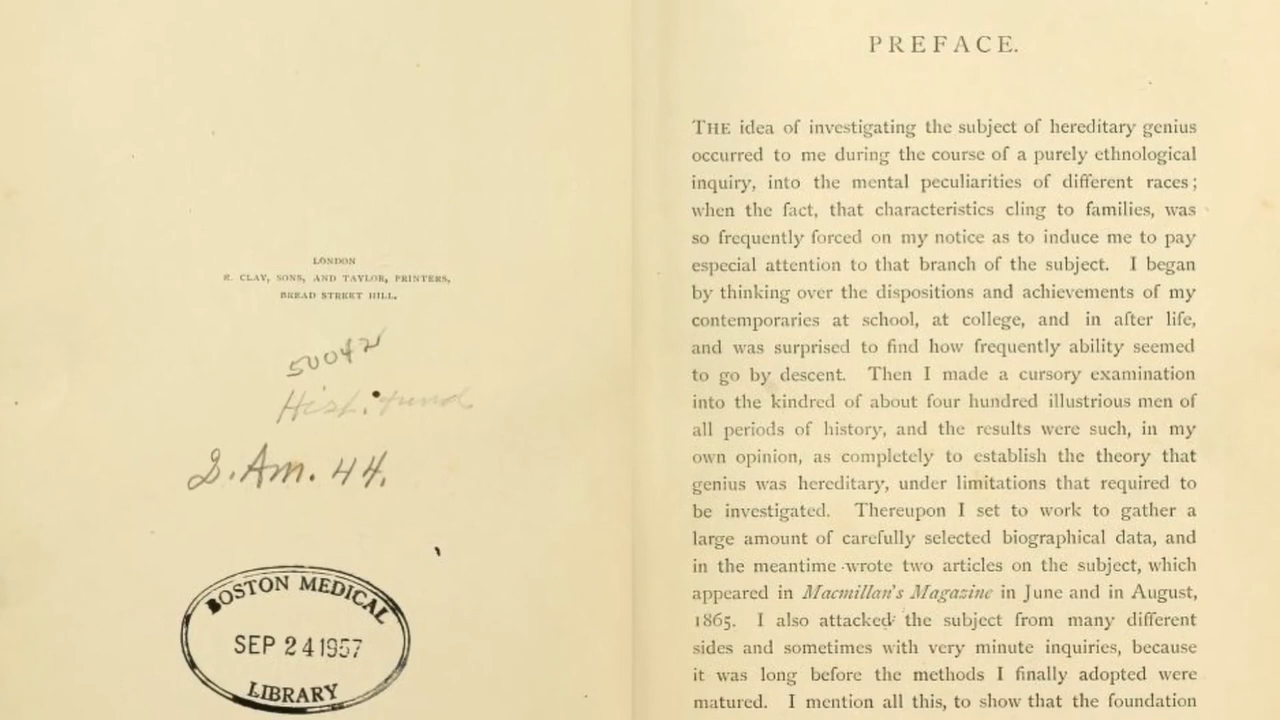 LONDON
R. CLAY, SONS, AND TAYLOR, PRINTERS,
BREAD STREET HILL.
50042
Hist. fund
2. Am. 44.
BOSTON MEDICAL
SEP 24 1957
LIBRARY
PREFACE.
THE idea of investigating the subject of hereditary genius
occurred to me during the course of a purely ethnological
inquiry, into the mental peculiarities of different races;
when the fact, that characteristics cling to families, was
so frequently forced on my notice as to induce me to pay
especial attention to that branch of the subject. I began
by thinking over the dispositions and achievements of my
contemporaries at school, at college, and in after life,
and was surprised to find how frequently ability seemed
to go by descent. Then I made a cursory examination
into the kindred of about four hundred illustrious men of
all periods of history, and the results were such, in my
own opinion, as completely to establish the theory that
genius was hereditary, under limitations that required to
be investigated. Thereupon I set to work to gather a
large amount of carefully selected biographical data, and
in the meantime wrote two articles on the subject, which
appeared in Macmillan's Magazine in June and in August,
1865. I also attacked the subject from many different
sides and sometimes with very minute inquiries, because
it was long before the methods I finally adopted were
matured. I mention all this, to show that the foundation